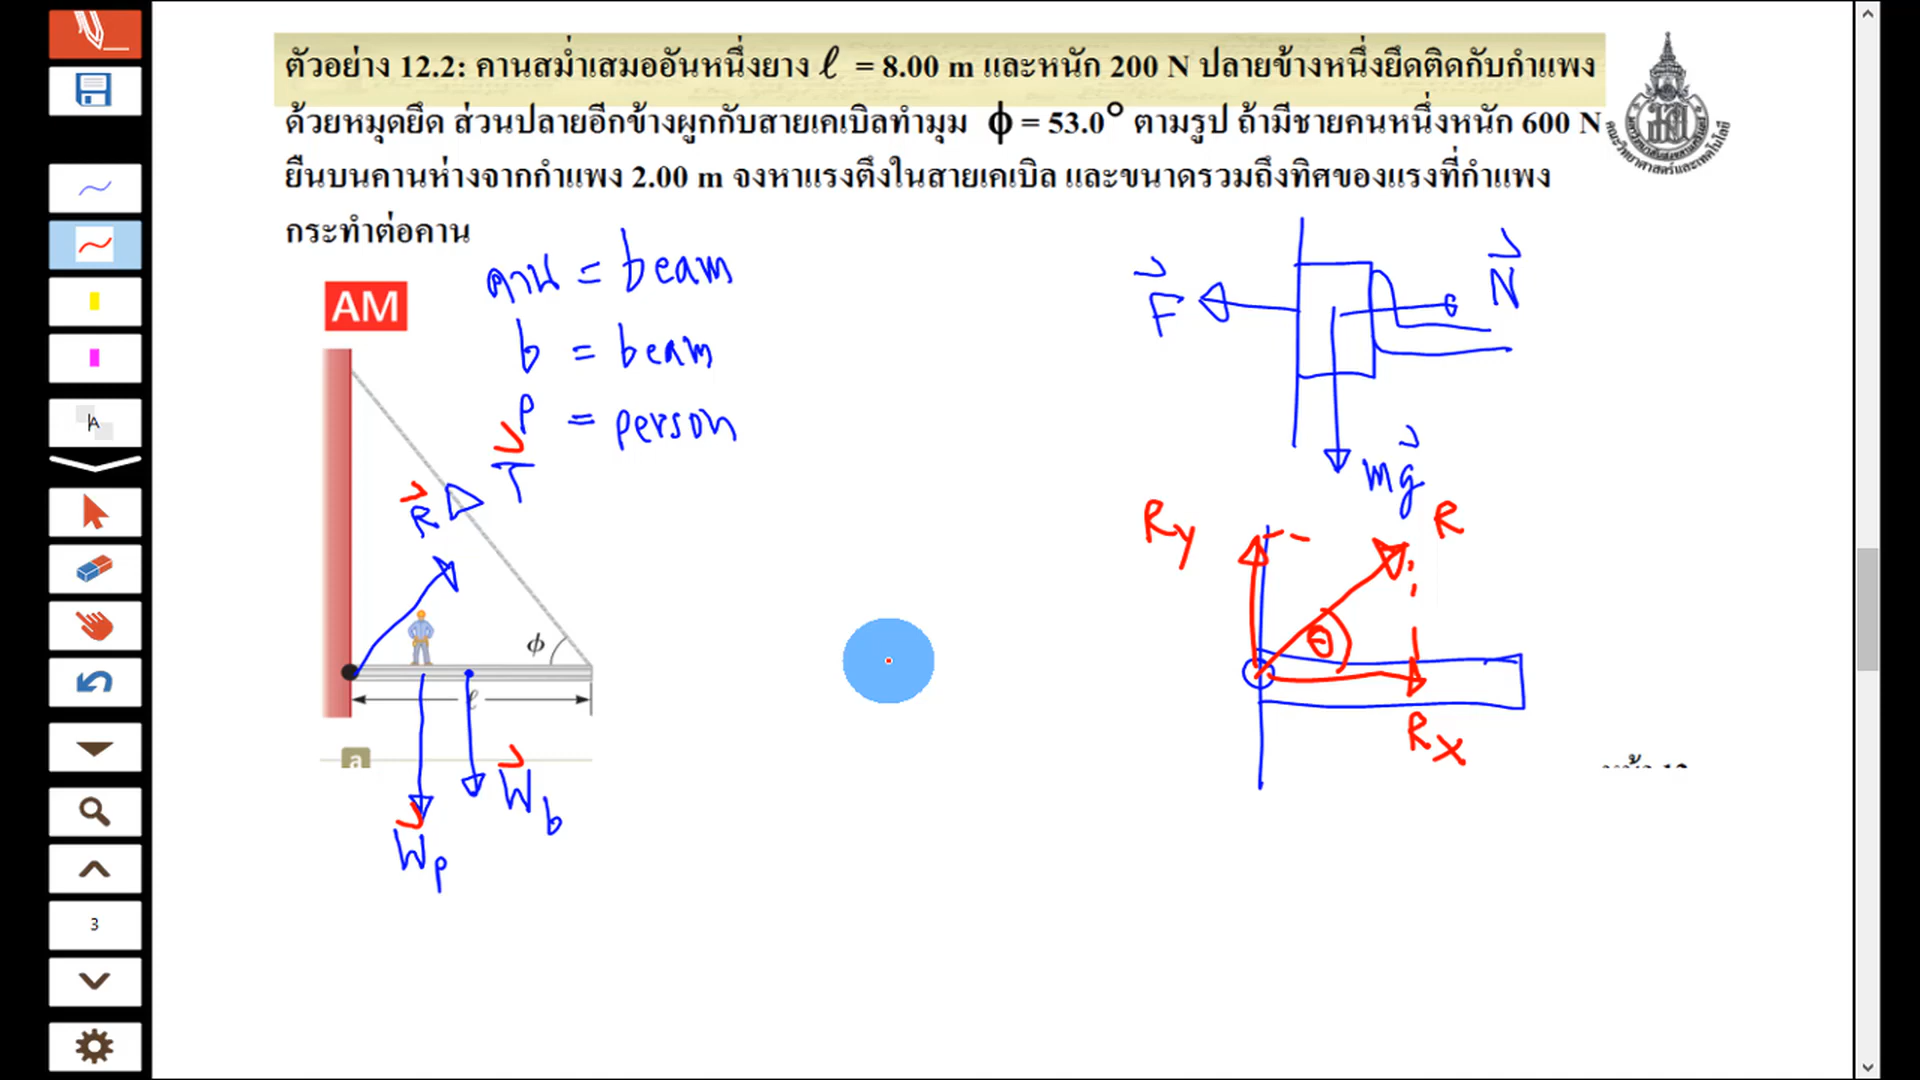 ตัวอย่าง 12.2: คานสม่ำเสมออันหนึ่งยาง ℓ = 8.00 m และหนัก 200 N ปลายข้างหนึ่งยึดติดกับกำแพง
ด้วยหมุดยึด ส่วนปลายอีกข้างผูกกับสายเคเบิลทำมุม ϕ = 53.0° ตามรูป ถ้ามีชายคนหนึ่งหนัก 600 N
ยืนบนคานห่างจากกำแพง 2.00 m จงหาแรงตึงในสายเคเบิล และขนาดรวมถึงทิศของแรงที่กำแพง
กระทำต่อคาน
คาน = beam
AM
b = beam
P = person
T
R
ϕ
ℓ
a
W b
W p
F
N
mg
Ry
R
θ
Rx
A
3